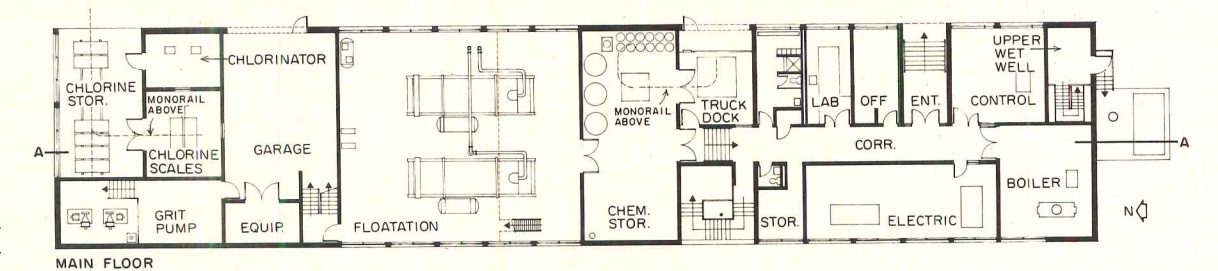 CHLORINE
STOR.
CHLORINATOR
MONORAIL
ABOVE
CHLORINE
SCALES
A
GARAGE
GRIT
PUMP
EQUIP.
FLOATATION
MONORAIL
ABOVE
CHEM.
STOR.
TRUCK
DOCK
LAB
OFF
ENT.
CONTROL
UPPER
WET
WELL
CORR.
A
STOR.
ELECTRIC
BOILER
N
MAIN FLOOR